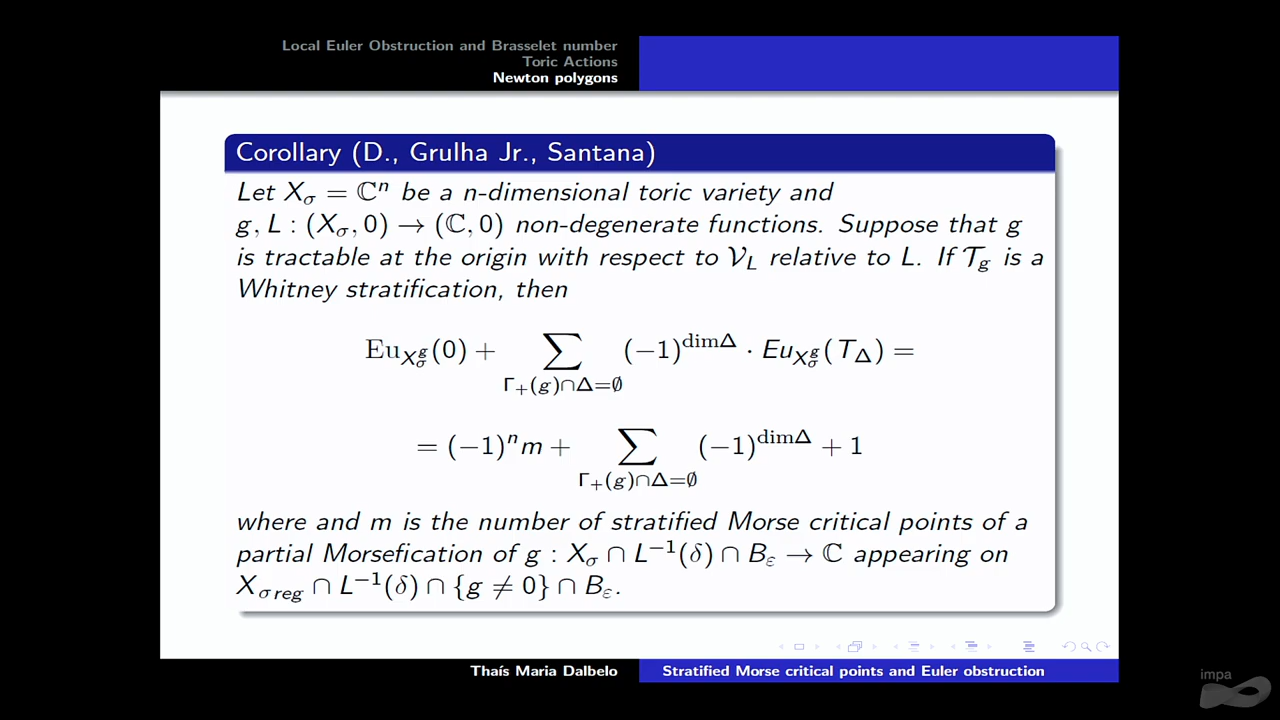 Local Euler Obstruction and Brasselet number
Toric Actions
Newton polygons
Corollary (D., Grulha Jr., Santana)
Let X_σ = ℂⁿ be a n-dimensional toric variety and
g, L : (X_σ, 0) → (ℂ, 0) non-degenerate functions. Suppose that g
is tractable at the origin with respect to 𝒱_L relative to L. If 𝒯_g is a
Whitney stratification, then
Eu_{X_σ^g}(0) + ∑_{Γ₊(g)∩Δ=∅} (−1)^{dimΔ} · Eu_{X_σ^g}(T_Δ) =
= (−1)ⁿm + ∑_{Γ₊(g)∩Δ=∅} (−1)^{dimΔ} + 1
where and m is the number of stratified Morse critical points of a
partial Morsefication of g : X_σ ∩ L⁻¹(δ) ∩ B_ε → ℂ appearing on
X_{σ reg} ∩ L⁻¹(δ) ∩ {g ≠ 0} ∩ B_ε.
Thaís Maria Dalbelo
Stratified Morse critical points and Euler obstruction
impa